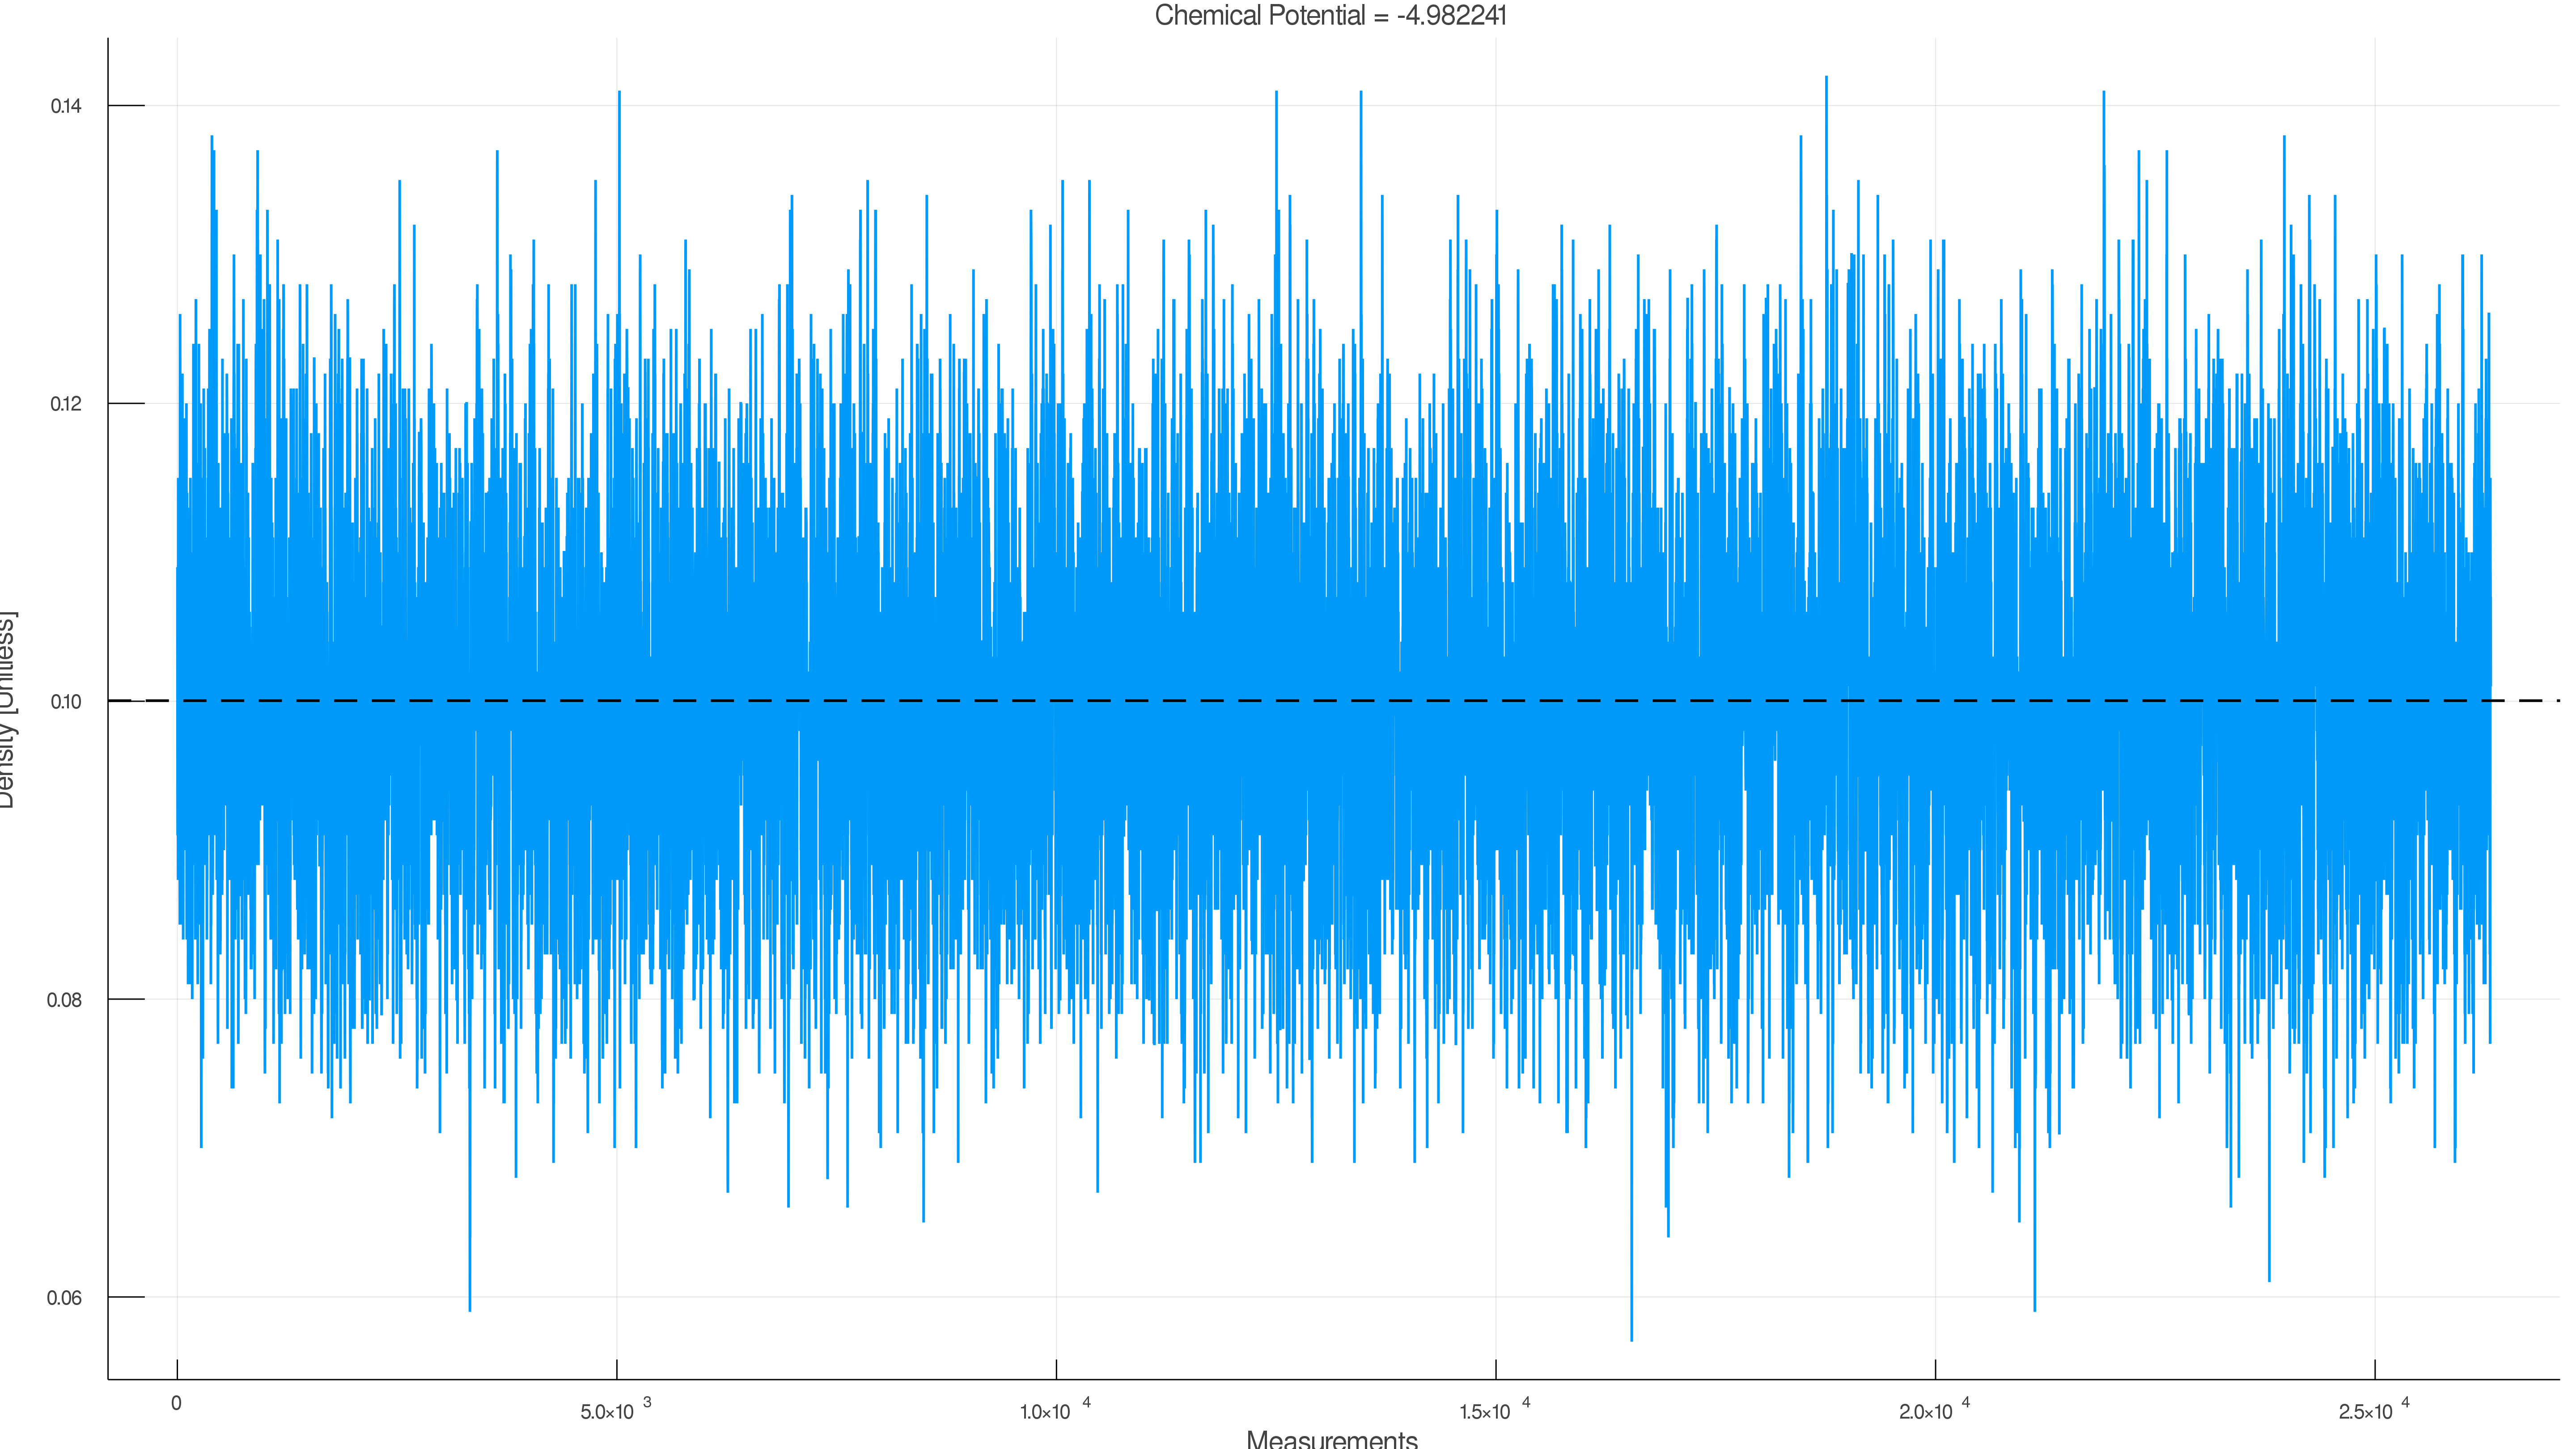 Chemical Potential = -4.982241
Density [Unitless]
0.14
0.12
0.10
0.08
0.06
0 5.0×10 3 1.0×10 4 1.5×10 4 2.0×10 4 2.5×10 4
Measurements